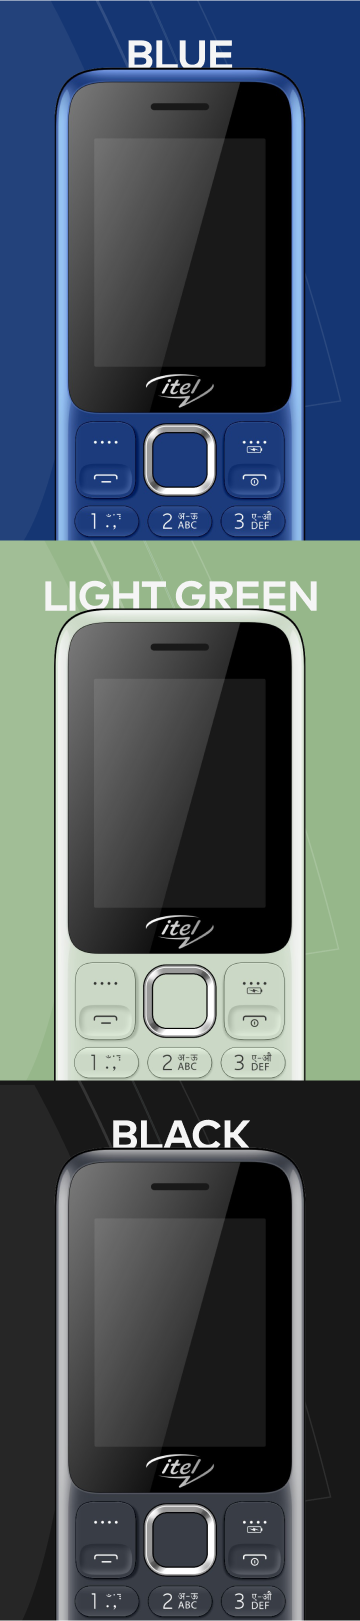 BLUE
itel
1 .,
2 अ-ऊ ABC
3 ए-औ DEF
LIGHT GREEN
itel
1 .,
2 अ-ऊ ABC
3 ए-औ DEF
BLACK
itel
1 .,
2 अ-ऊ ABC
3 ए-औ DEF